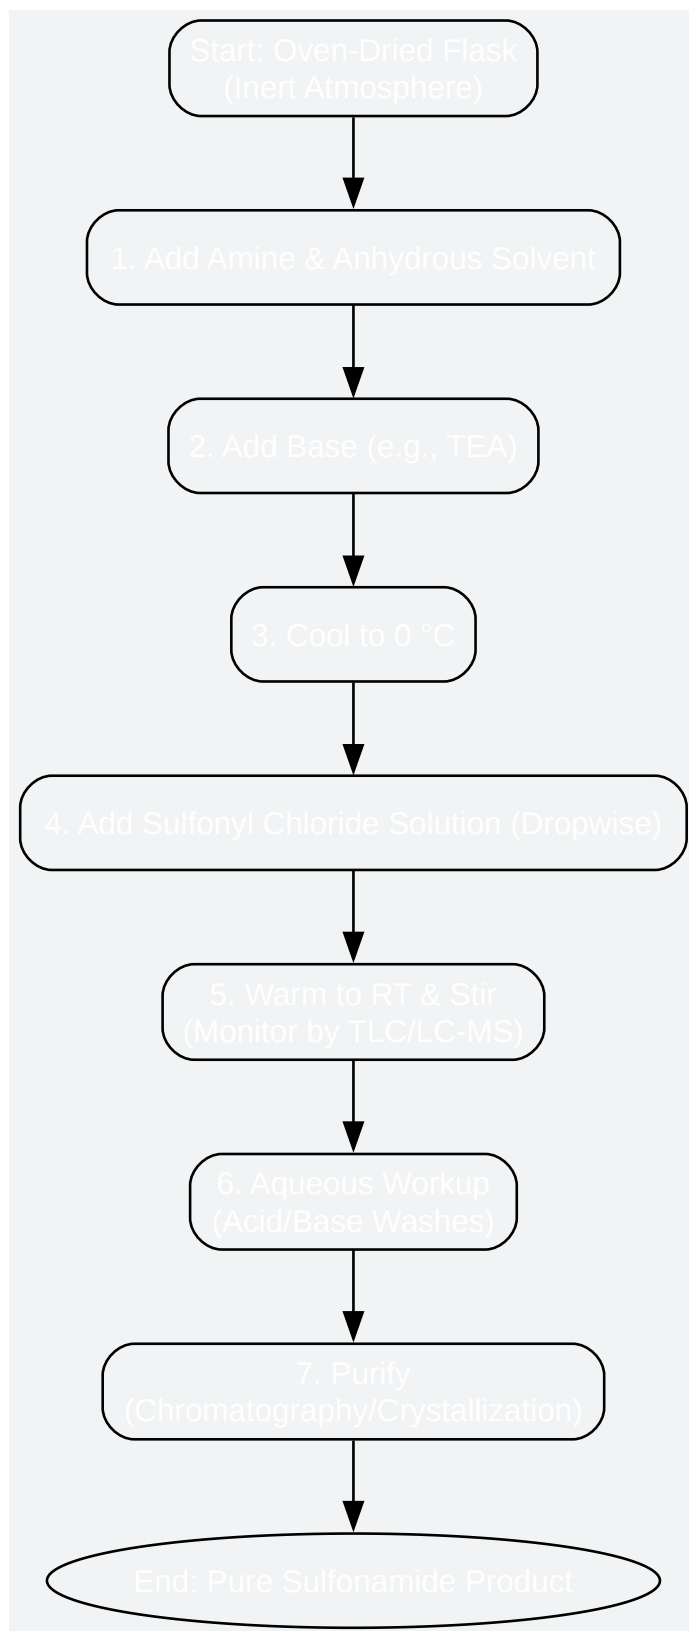 Start: Oven-Dried Flask
(Inert Atmosphere)
1. Add Amine & Anhydrous Solvent
2. Add Base (e.g., TEA)
3. Cool to 0 °C
4. Add Sulfonyl Chloride Solution (Dropwise)
5. Warm to RT & Stir
(Monitor by TLC/LC-MS)
6. Aqueous Workup
(Acid/Base Washes)
7. Purify
(Chromatography/Crystallization)
End: Pure Sulfonamide Product